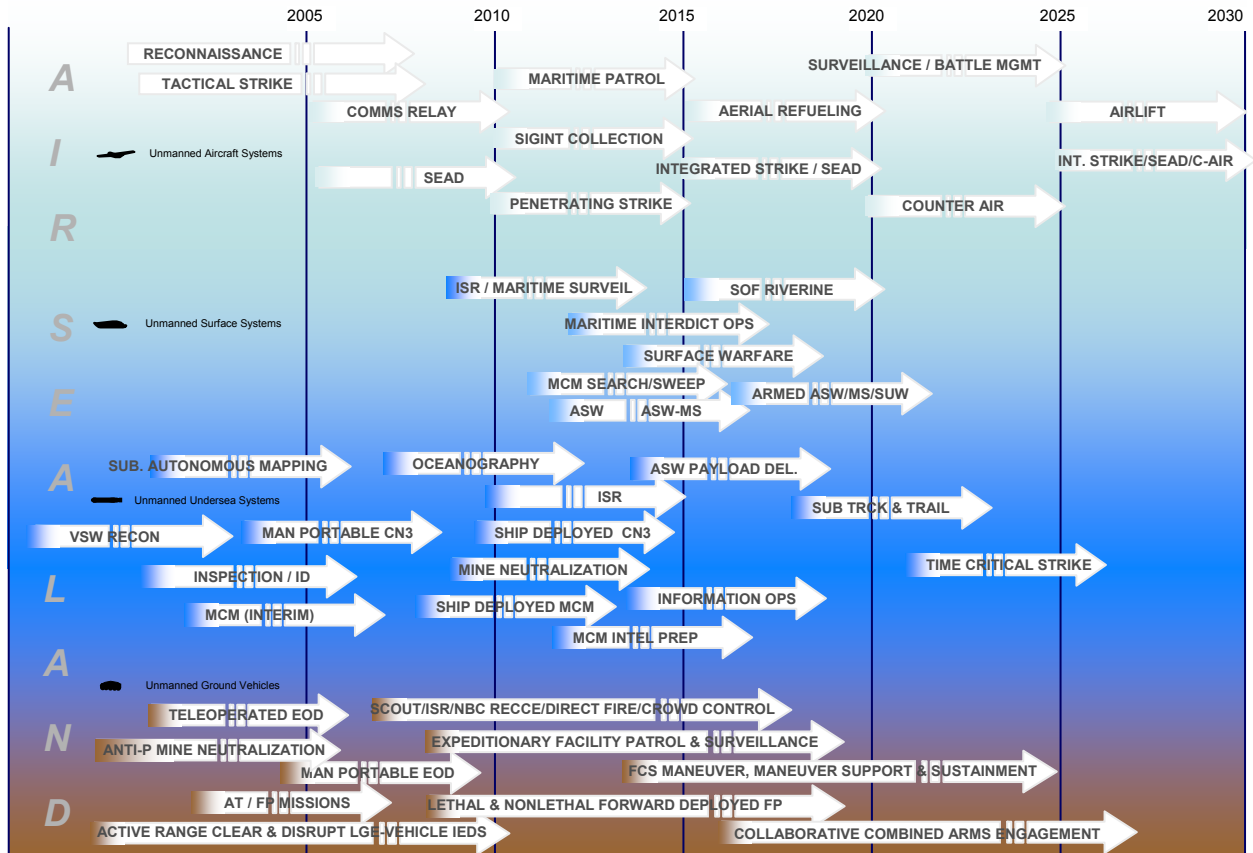 2005 2010 2015 2020 2025 2030
A
RECONNAISSANCE
SURVEILLANCE / BATTLE MGMT
TACTICAL STRIKE
MARITIME PATROL
COMMS RELAY
AERIAL REFUELING
AIRLIFT
SIGINT COLLECTION
I
Unmanned Aircraft Systems
INT. STRIKE/SEAD/C-AIR
SEAD
INTEGRATED STRIKE / SEAD
PENETRATING STRIKE
COUNTER AIR
R
ISR / MARITIME SURVEIL
SOF RIVERINE
S
Unmanned Surface Systems
MARITIME INTERDICT OPS
SURFACE WARFARE
E
MCM SEARCH/SWEEP
ARMED ASW/MS/SUW
ASW ASW-MS
A
SUB. AUTONOMOUS MAPPING
OCEANOGRAPHY
ASW PAYLOAD DEL.
Unmanned Undersea Systems
ISR
SUB TRCK & TRAIL
VSW RECON
MAN PORTABLE CN3
SHIP DEPLOYED CN3
INSPECTION / ID
MINE NEUTRALIZATION
TIME CRITICAL STRIKE
L
MCM (INTERIM)
SHIP DEPLOYED MCM
INFORMATION OPS
MCM INTEL PREP
A
Unmanned Ground Vehicles
TELEOPERATED EOD
SCOUT/ISR/NBC RECCE/DIRECT FIRE/CROWD CONTROL
N
ANTI-P MINE NEUTRALIZATION
EXPEDITIONARY FACILITY PATROL & SURVEILLANCE
MAN PORTABLE EOD
FCS MANEUVER, MANEUVER SUPPORT & SUSTAINMENT
D
AT / FP MISSIONS
LETHAL & NONLETHAL FORWARD DEPLOYED FP
ACTIVE RANGE CLEAR & DISRUPT LGE-VEHICLE IEDS
COLLABORATIVE COMBINED ARMS ENGAGEMENT